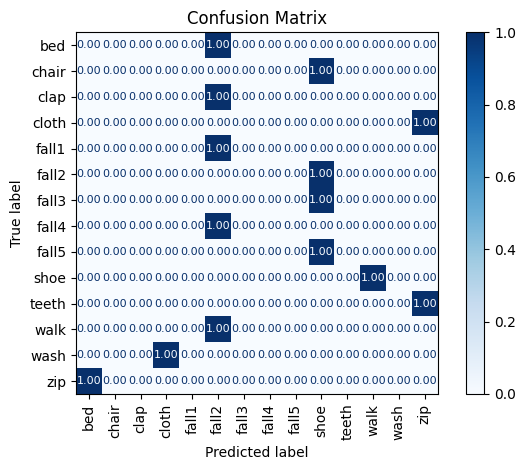 Confusion Matrix
True label
bed 0.00 0.00 0.00 0.00 0.00 1.00 0.00 0.00 0.00 0.00 0.00 0.00 0.00 0.00
chair 0.00 0.00 0.00 0.00 0.00 0.00 0.00 0.00 0.00 1.00 0.00 0.00 0.00 0.00
clap 0.00 0.00 0.00 0.00 0.00 1.00 0.00 0.00 0.00 0.00 0.00 0.00 0.00 0.00
cloth 0.00 0.00 0.00 0.00 0.00 0.00 0.00 0.00 0.00 0.00 0.00 0.00 0.00 1.00
fall1 0.00 0.00 0.00 0.00 0.00 1.00 0.00 0.00 0.00 0.00 0.00 0.00 0.00 0.00
fall2 0.00 0.00 0.00 0.00 0.00 0.00 0.00 0.00 0.00 1.00 0.00 0.00 0.00 0.00
fall3 0.00 0.00 0.00 0.00 0.00 0.00 0.00 0.00 0.00 1.00 0.00 0.00 0.00 0.00
fall4 0.00 0.00 0.00 0.00 0.00 1.00 0.00 0.00 0.00 0.00 0.00 0.00 0.00 0.00
fall5 0.00 0.00 0.00 0.00 0.00 0.00 0.00 0.00 0.00 1.00 0.00 0.00 0.00 0.00
shoe 0.00 0.00 0.00 0.00 0.00 0.00 0.00 0.00 0.00 0.00 0.00 1.00 0.00 0.00
teeth 0.00 0.00 0.00 0.00 0.00 0.00 0.00 0.00 0.00 0.00 0.00 0.00 0.00 1.00
walk 0.00 0.00 0.00 0.00 0.00 1.00 0.00 0.00 0.00 0.00 0.00 0.00 0.00 0.00
wash 0.00 0.00 0.00 1.00 0.00 0.00 0.00 0.00 0.00 0.00 0.00 0.00 0.00 0.00
zip 1.00 0.00 0.00 0.00 0.00 0.00 0.00 0.00 0.00 0.00 0.00 0.00 0.00 0.00
bed chair clap cloth fall1 fall2 fall3 fall4 fall5 shoe teeth walk wash zip
Predicted label
1.0
0.8
0.6
0.4
0.2
0.0